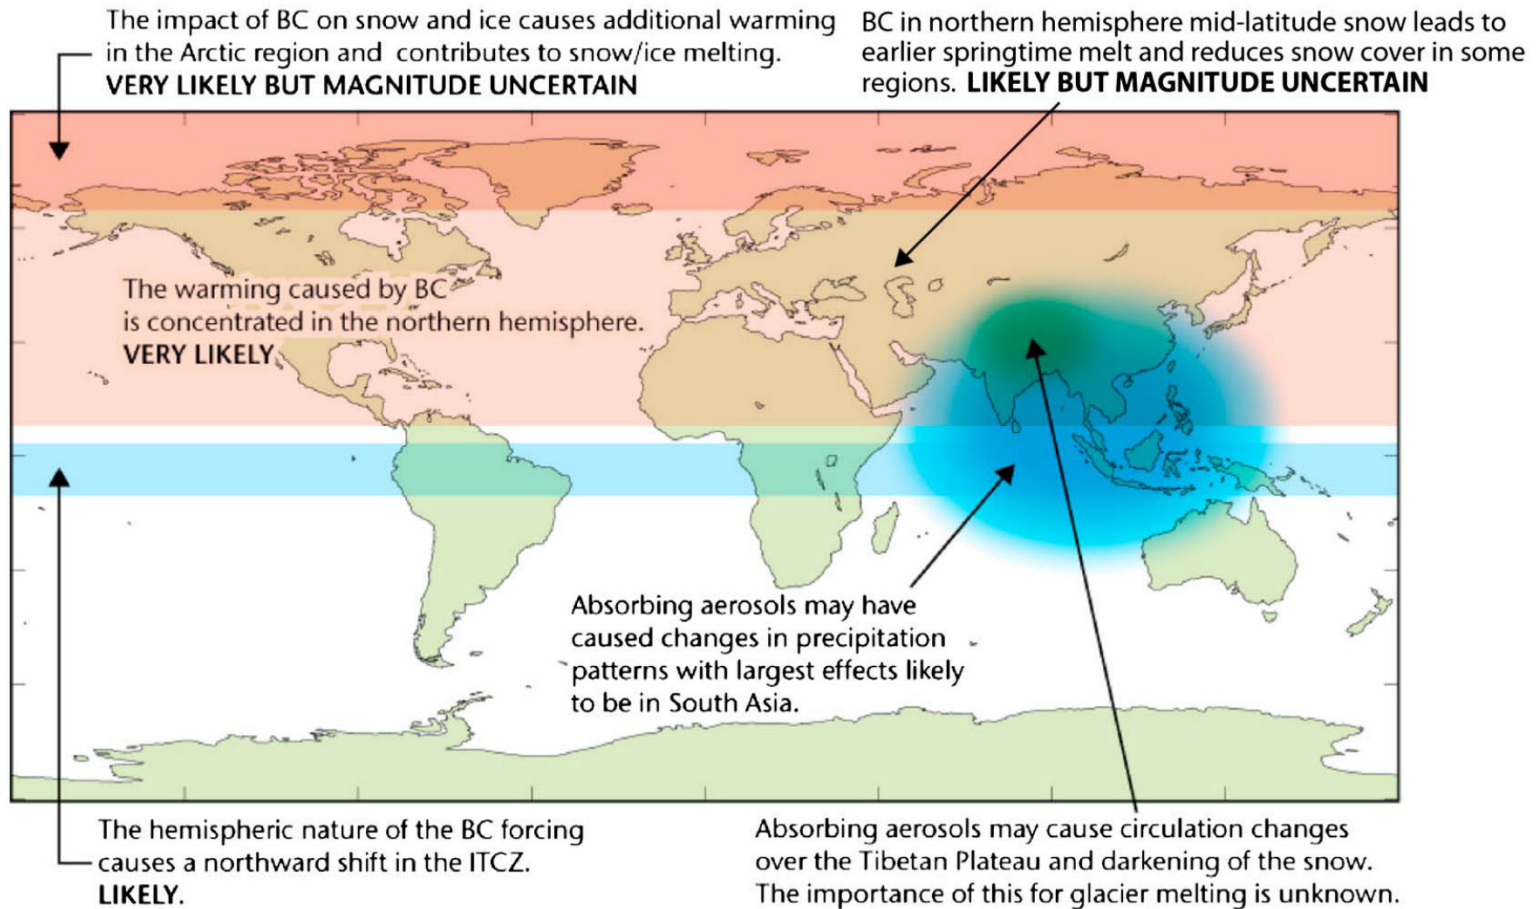 The impact of BC on snow and ice causes additional warming
in the Arctic region and contributes to snow/ice melting.
VERY LIKELY BUT MAGNITUDE UNCERTAIN
BC in northern hemisphere mid-latitude snow leads to
earlier springtime melt and reduces snow cover in some
regions. LIKELY BUT MAGNITUDE UNCERTAIN
The warming caused by BC
is concentrated in the northern hemisphere.
VERY LIKELY
Absorbing aerosols may have
caused changes in precipitation
patterns with largest effects likely
to be in South Asia.
The hemispheric nature of the BC forcing
causes a northward shift in the ITCZ.
LIKELY.
Absorbing aerosols may cause circulation changes
over the Tibetan Plateau and darkening of the snow.
The importance of this for glacier melting is unknown.